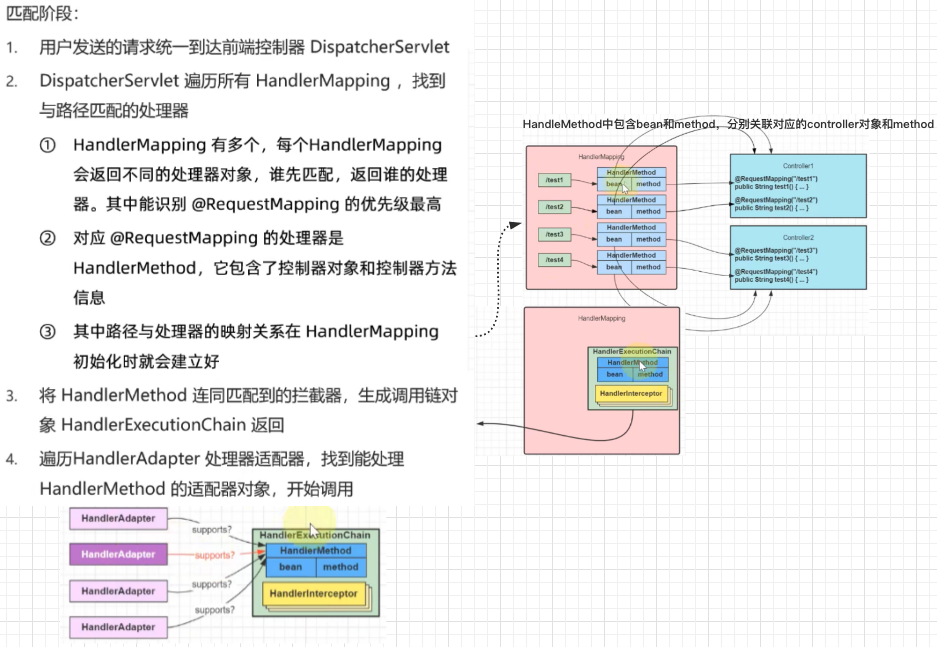 匹配阶段：
1. 用户发送的请求统一到达前端控制器 DispatcherServlet
2. DispatcherServlet 遍历所有 HandlerMapping ，找到
与路径匹配的处理器
① HandlerMapping 有多个，每个HandlerMapping
会返回不同的处理器对象，谁先匹配，返回谁的处理
器。其中能识别 @RequestMapping 的优先级最高
② 对应 @RequestMapping 的处理器是
HandlerMethod，它包含了控制器对象和控制器方法
信息
③ 其中路径与处理器的映射关系在 HandlerMapping
初始化时就会建立好
3. 将 HandlerMethod 连同匹配到的拦截器，生成调用链对
象 HandlerExecutionChain 返回
4. 遍历HandlerAdapter 处理器适配器，找到能处理
HandlerMethod 的适配器对象，开始调用
HandlerAdapter
HandlerAdapter
HandlerAdapter
HandlerAdapter
supports?
supports?
supports?
supports?
HandlerExecutionChain
HandlerMethod
bean method
HandlerInterceptor
HandleMethod中包含bean和method，分别关联对应的controller对象和method
HandlerMapping
/test1
HandlerMethod
bean method
/test2
HandlerMethod
bean method
/test3
HandlerMethod
bean method
/test4
HandlerMethod
bean method
Controller1
@RequestMapping("/test1")
public String test1() { ... }
@RequestMapping("/test2")
public String test2() { ... }
Controller2
@RequestMapping("/test3")
public String test3() { ... }
@RequestMapping("/test4")
public String test4() { ... }
HandlerMapping
HandlerExecutionChain
HandlerMethod
bean method
HandlerInterceptor